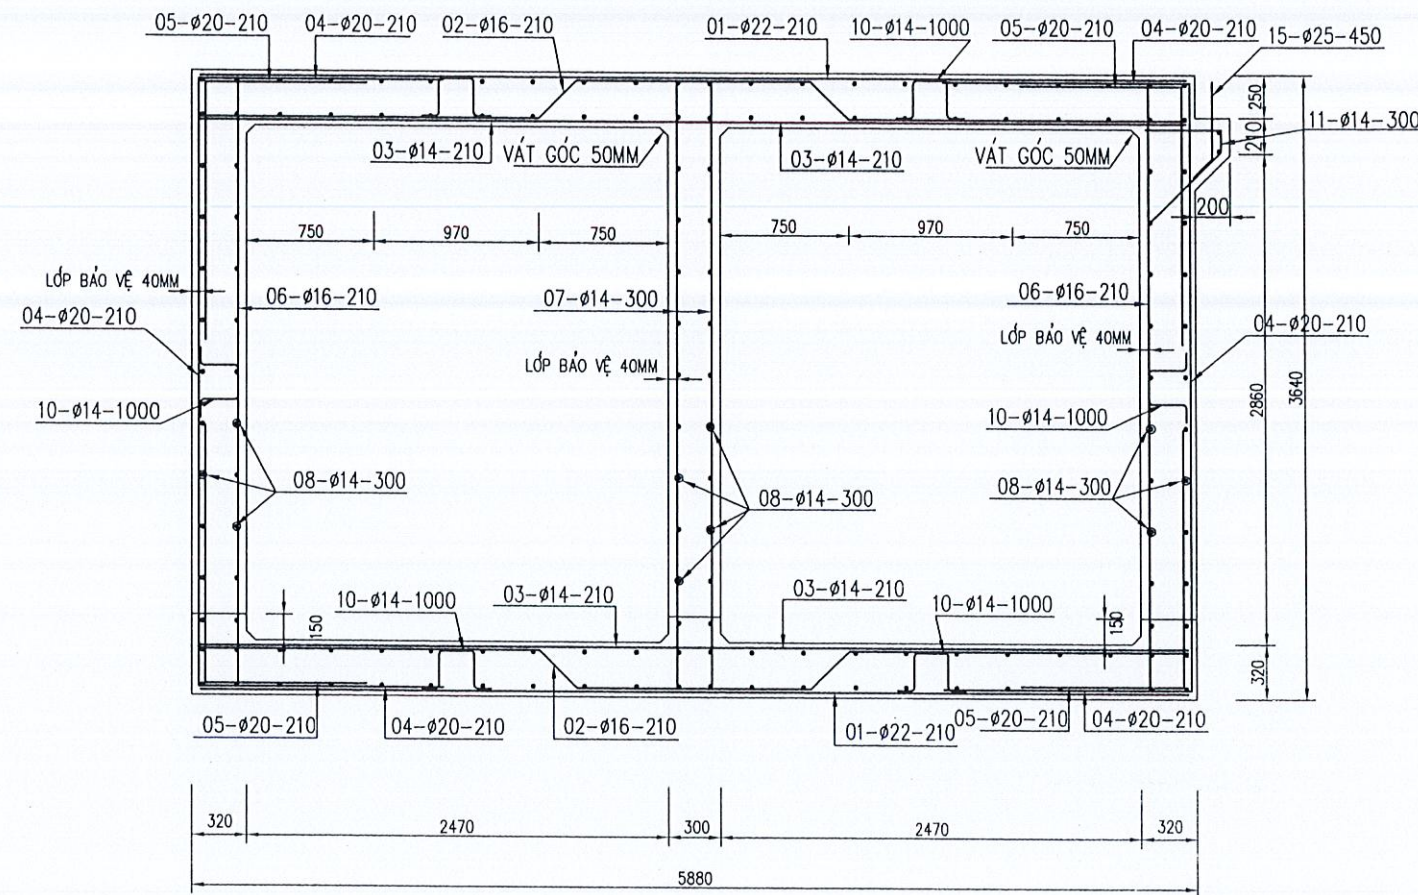 05-Ø20-210 04-Ø20-210 02-Ø16-210 01-Ø22-210 10-Ø14-1000 05-Ø20-210 04-Ø20-210 15-Ø25-450
250
11-Ø14-300
210
03-Ø14-210 VÁT GÓC 50MM 03-Ø14-210 VÁT GÓC 50MM
200
750 970 750 750 970 750
LỚP BẢO VỆ 40MM 06-Ø16-210 07-Ø14-300 06-Ø16-210
04-Ø20-210 04-Ø20-210
LỚP BẢO VỆ 40MM LỚP BẢO VỆ 40MM
2860 3640
10-Ø14-1000 10-Ø14-1000
08-Ø14-300 08-Ø14-300 08-Ø14-300
10-Ø14-1000 03-Ø14-210 03-Ø14-210 10-Ø14-1000
150 150
320
05-Ø20-210 04-Ø20-210 02-Ø16-210 01-Ø22-210 05-Ø20-210 04-Ø20-210
320 2470 300 2470 320
5880